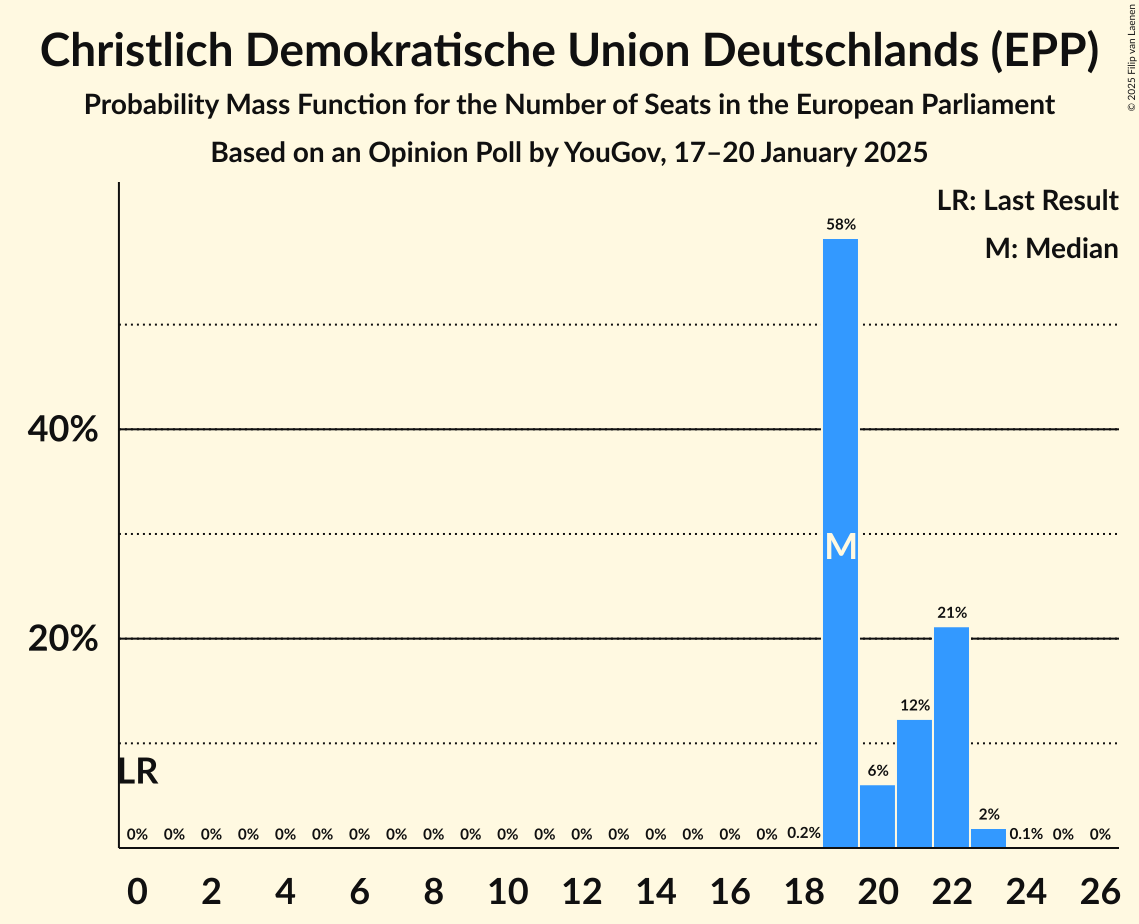 Christlich Demokratische Union Deutschlands (EPP)
Probability Mass Function for the Number of Seats in the European Parliament
Based on an Opinion Poll by YouGov, 17–20 January 2025
© 2025 Filip van Laenen
LR: Last Result
M: Median
58%
40%
M
21%
20%
12%
LR
6%
2%
0% 0% 0% 0% 0% 0% 0% 0% 0% 0% 0% 0% 0% 0% 0% 0% 0% 0% 0.2% 0.1% 0% 0%
0 2 4 6 8 10 12 14 16 18 20 22 24 26